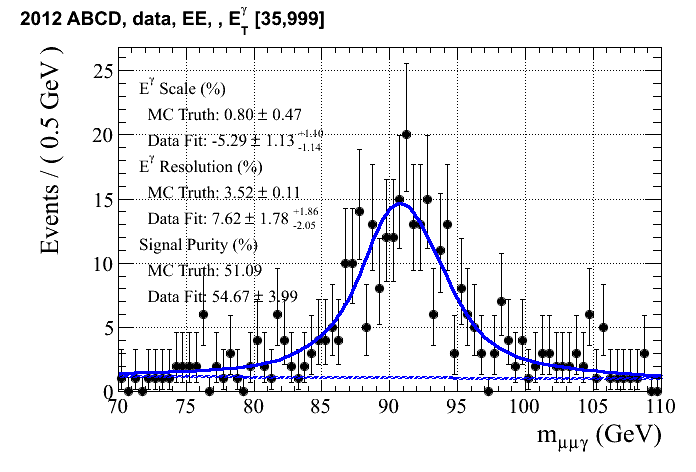 2012 ABCD, data, EE, , E_T^γ [35,999]
Events / ( 0.5 GeV )
25
20
15
10
5
0
E^γ Scale (%)
MC Truth: 0.80 ± 0.47
Data Fit: -5.29 ± 1.13 +1.10 -1.14
E^γ Resolution (%)
MC Truth: 3.52 ± 0.11
Data Fit: 7.62 ± 1.78 +1.86 -2.05
Signal Purity (%)
MC Truth: 51.09
Data Fit: 54.67 ± 3.99
70 75 80 85 90 95 100 105 110
m_μμγ (GeV)